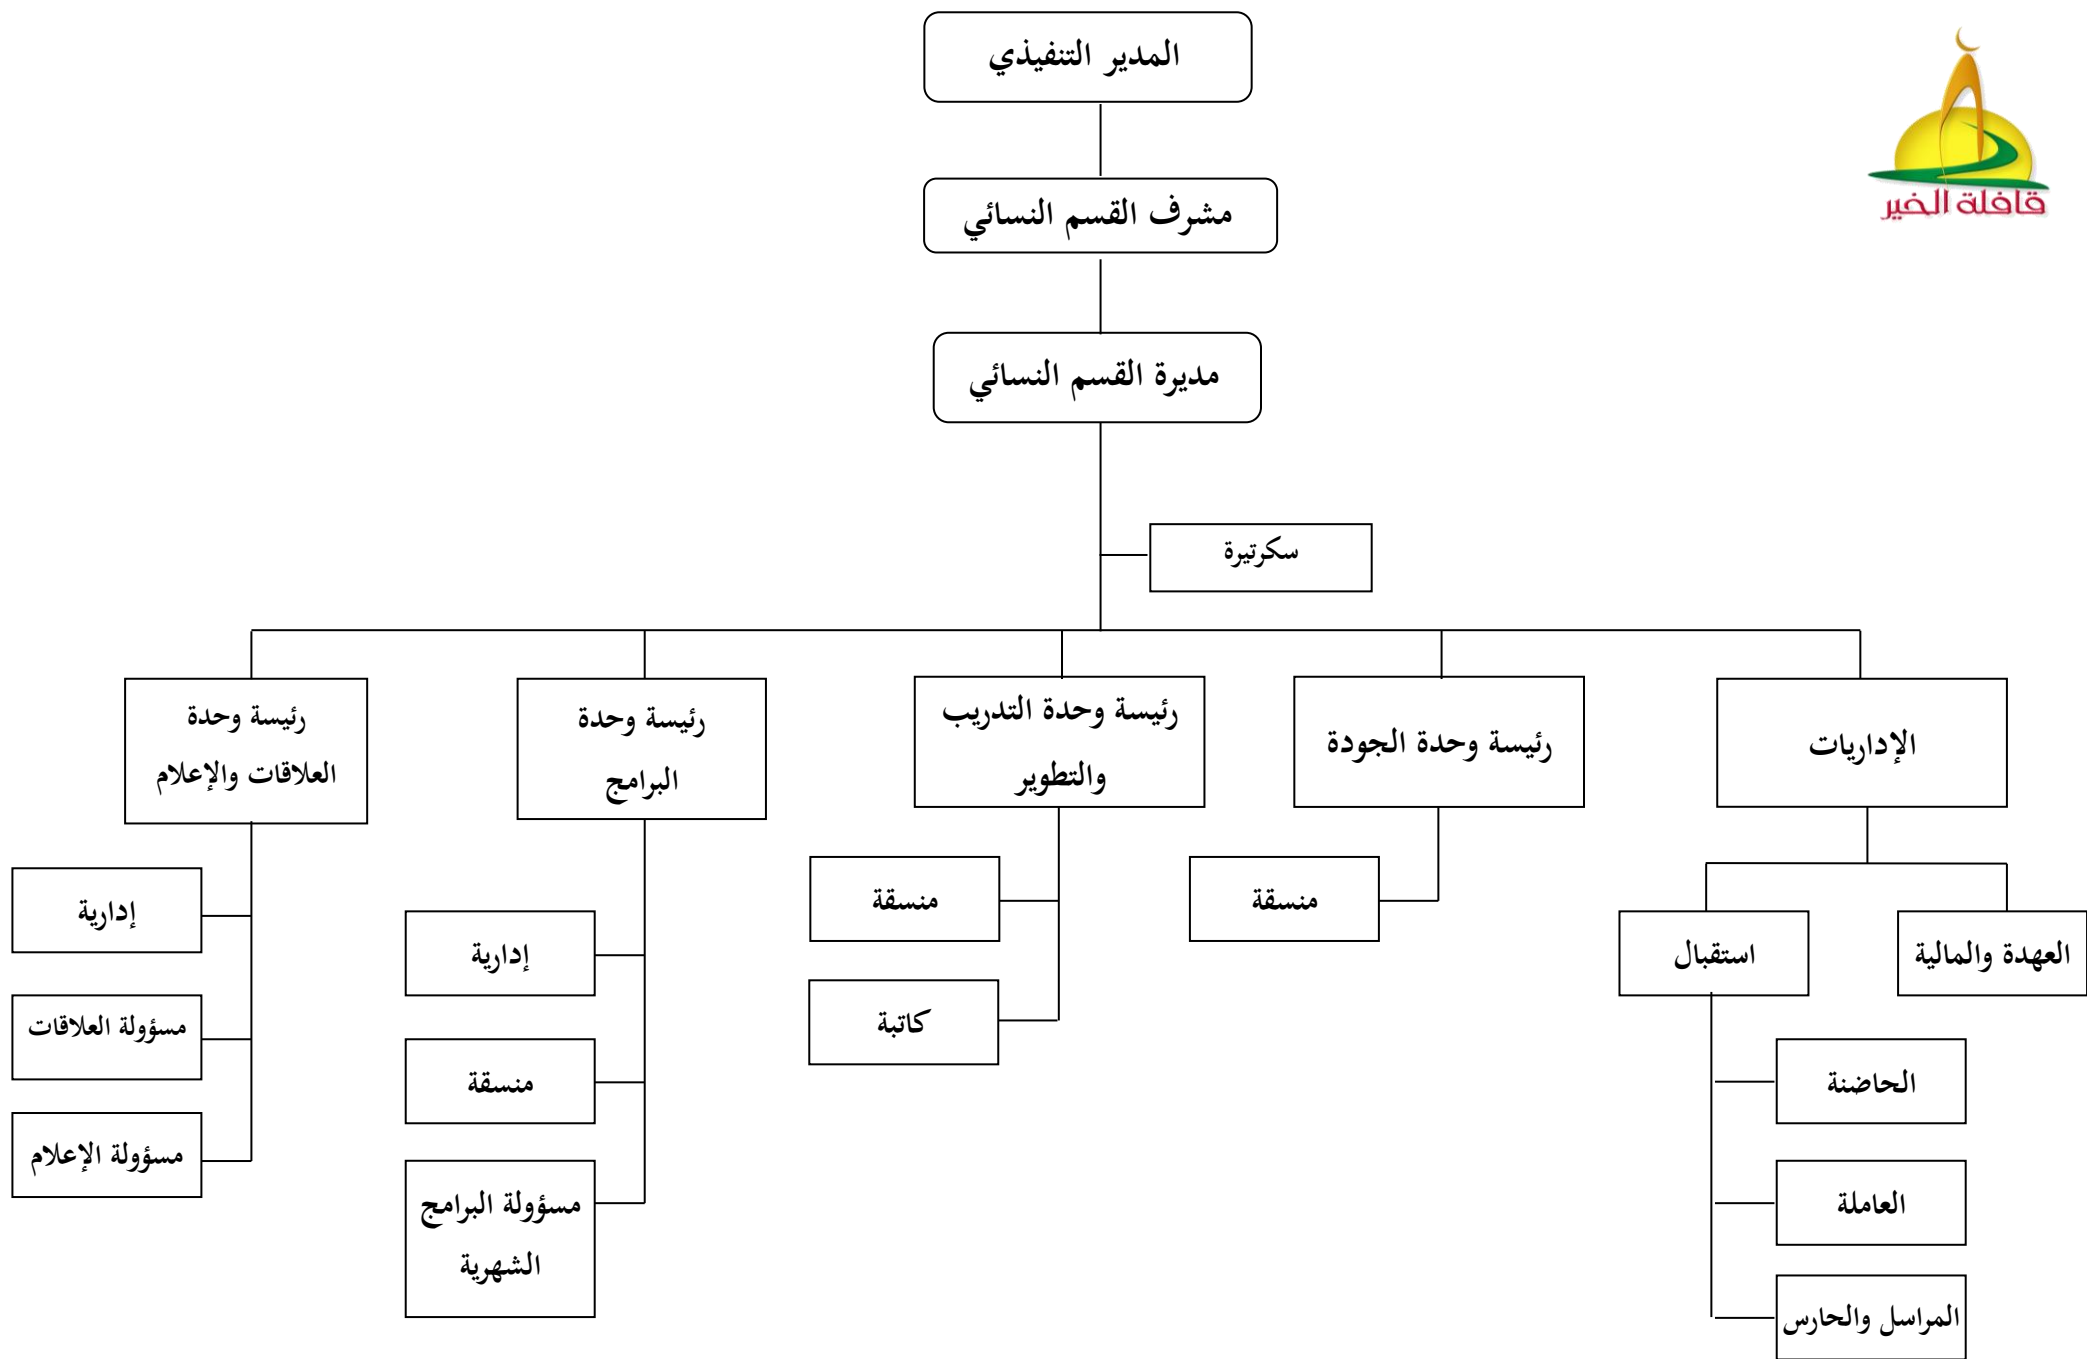 المدير التنفيذي
قافلة الخير
مشرف القسم النسائي
مديرة القسم النسائي
سكرتيرة
الإداريات
رئيسة وحدة الجودة
رئيسة وحدة التدريب
والتطوير
رئيسة وحدة
البرامج
رئيسة وحدة
العلاقات والإعلام
العهدة والمالية
استقبال
الحاضنة
العاملة
المراسل والحارس
منسقة
منسقة
كاتبة
إدارية
منسقة
مسؤولة البرامج
الشهرية
إدارية
مسؤولة العلاقات
مسؤولة الإعلام